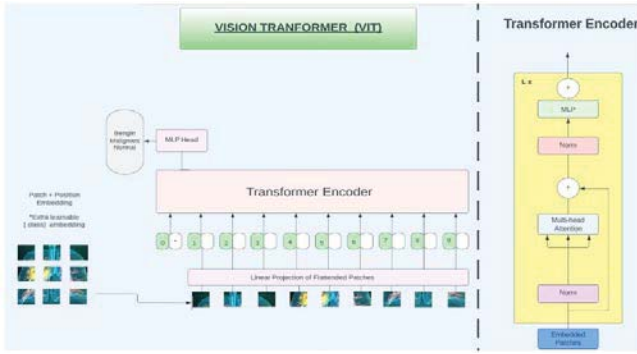 VISION TRANFORMER (VIT)
Transformer Encoder
Benign
Malignant
Normal
MLP Head
Transformer Encoder
Patch + Position
Embedding
*Extra learnable
[ class] embedding
0 * 1 2 3 4 5 6 7 8 9
Linear Projection of Flattended Patches
L x
+
MLP
Norm
+
Multi-head
Attention
Norm
Embedded
Patches